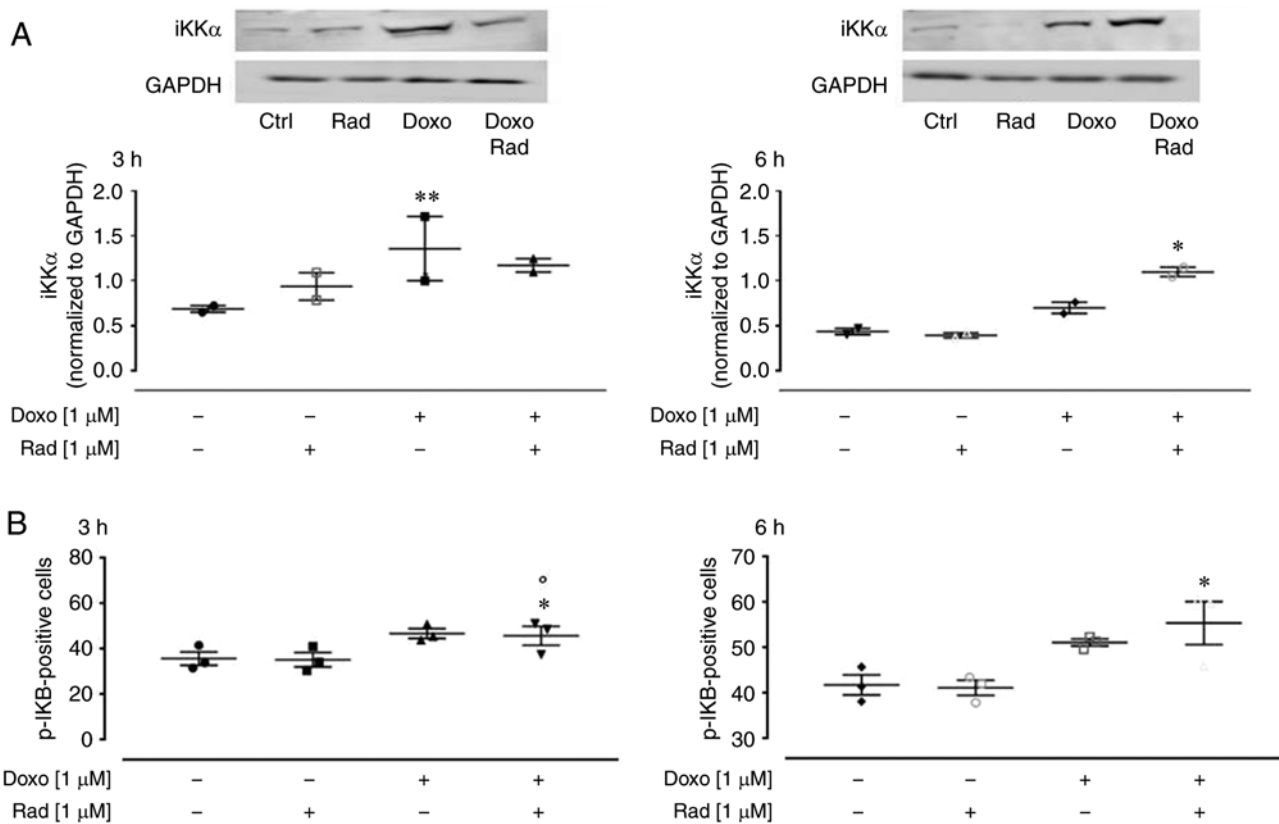 A
iKKα
GAPDH
Ctrl Rad Doxo Doxo
Rad
3 h
iKKα
(normalized to GAPDH)
2.0
1.5
1.0
0.5
0.0
**
Doxo [1 μM] – – + +
Rad [1 μM] – + – +
iKKα
GAPDH
Ctrl Rad Doxo Doxo
Rad
6 h
iKKα
(normalized to GAPDH)
2.0
1.5
1.0
0.5
0.0
*
Doxo [1 μM] – – + +
Rad [1 μM] – + – +
B
3 h
p-IKB-positive cells
80
60
40
20
0
°
*
Doxo [1 μM] – – + +
Rad [1 μM] – + – +
6 h
p-IKB-positive cells
70
60
50
40
30
*
Doxo [1 μM] – – + +
Rad [1 μM] – + – +